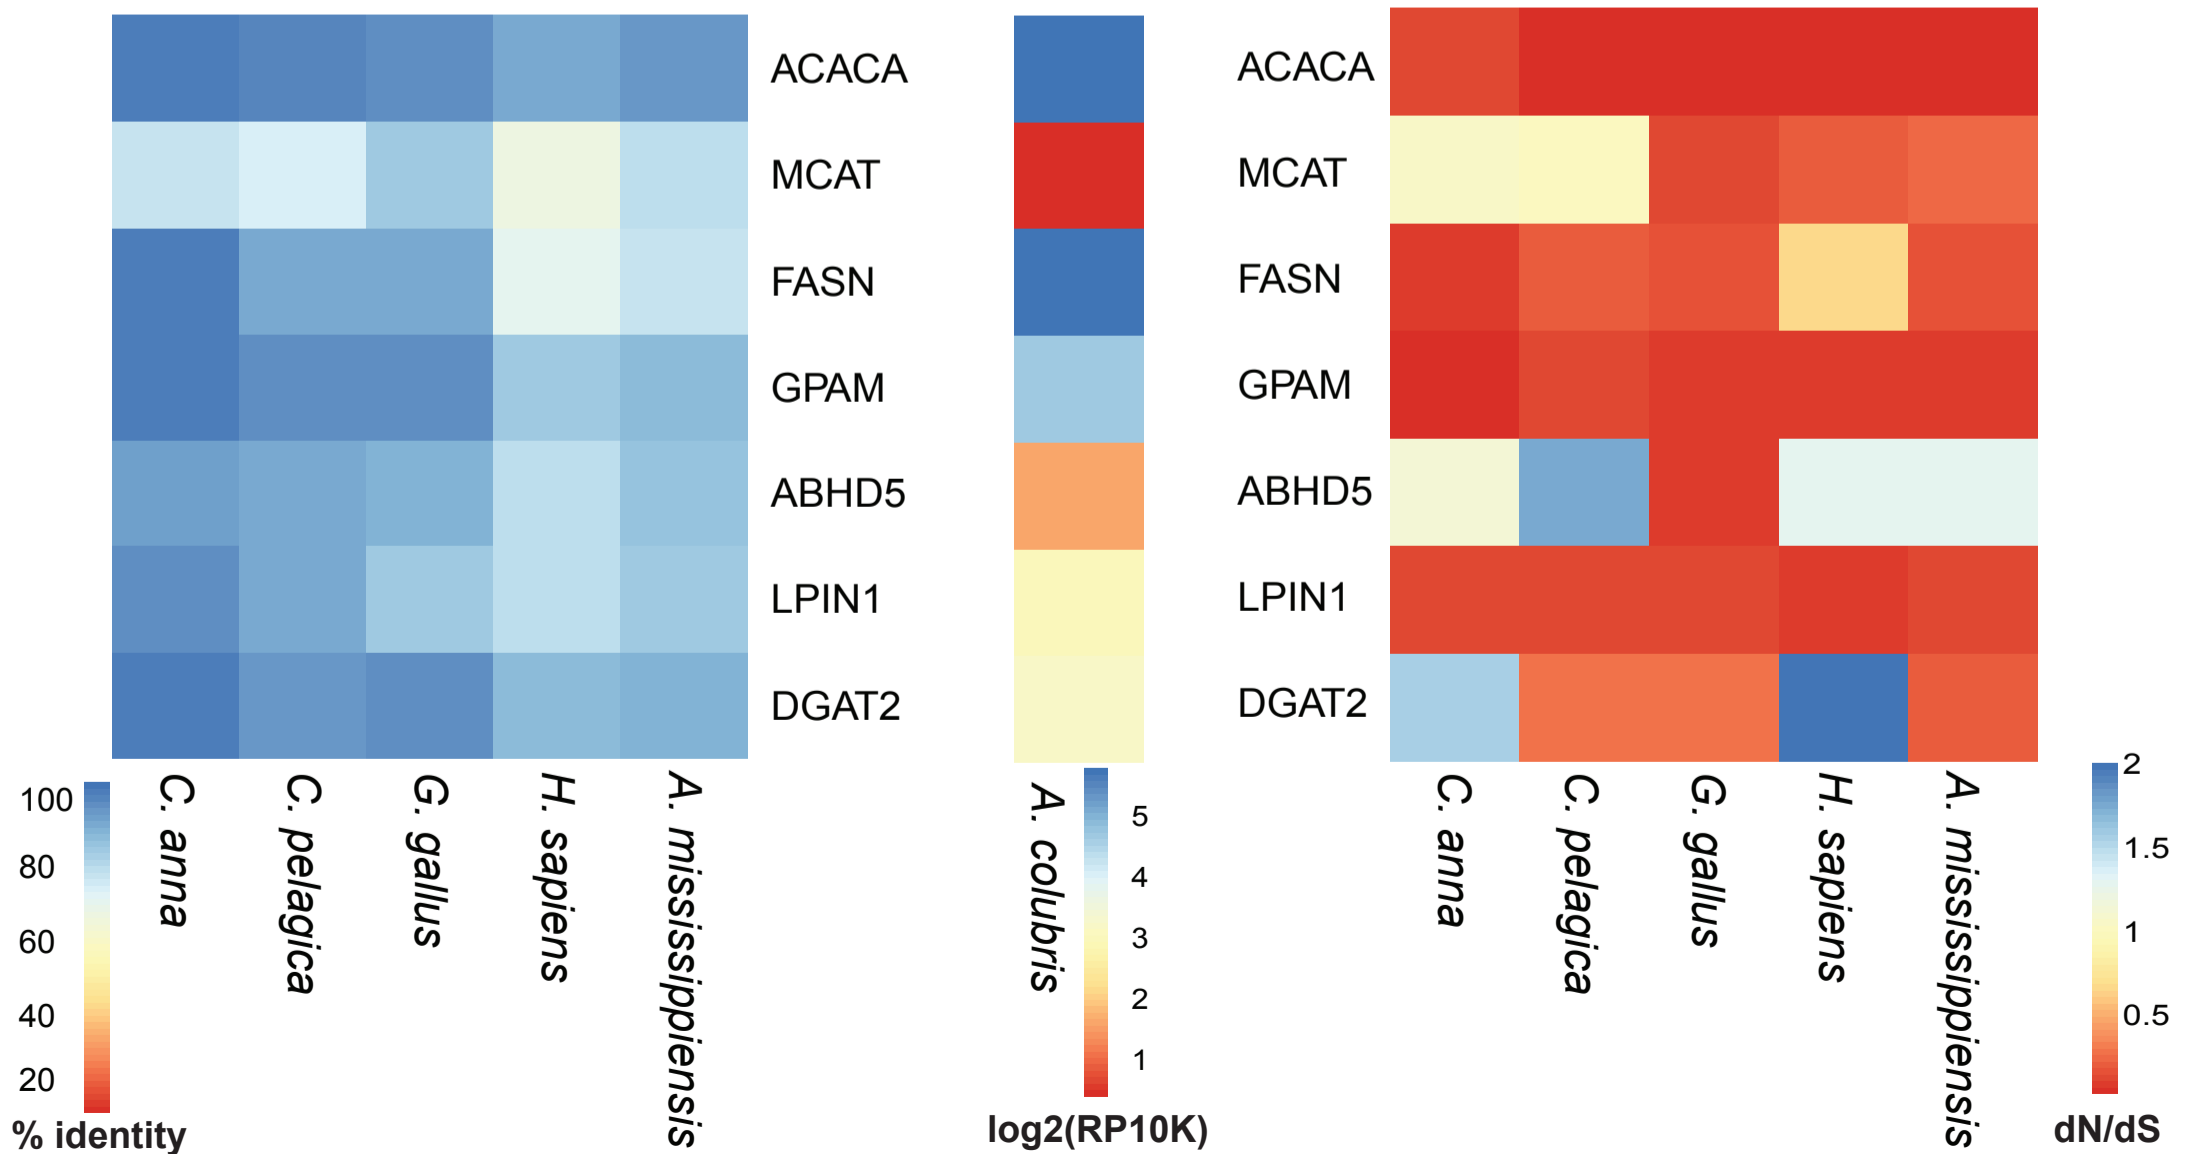 ACACA
MCAT
FASN
GPAM
ABHD5
LPIN1
DGAT2
100
80
60
40
20
% identity
C. anna
C. pelagica
G. gallus
H. sapiens
A. mississippiensis
A. colubris
5
4
3
2
1
log2(RP10K)
ACACA
MCAT
FASN
GPAM
ABHD5
LPIN1
DGAT2
C. anna
C. pelagica
G. gallus
H. sapiens
A. mississippiensis
2
1.5
1
0.5
dN/dS